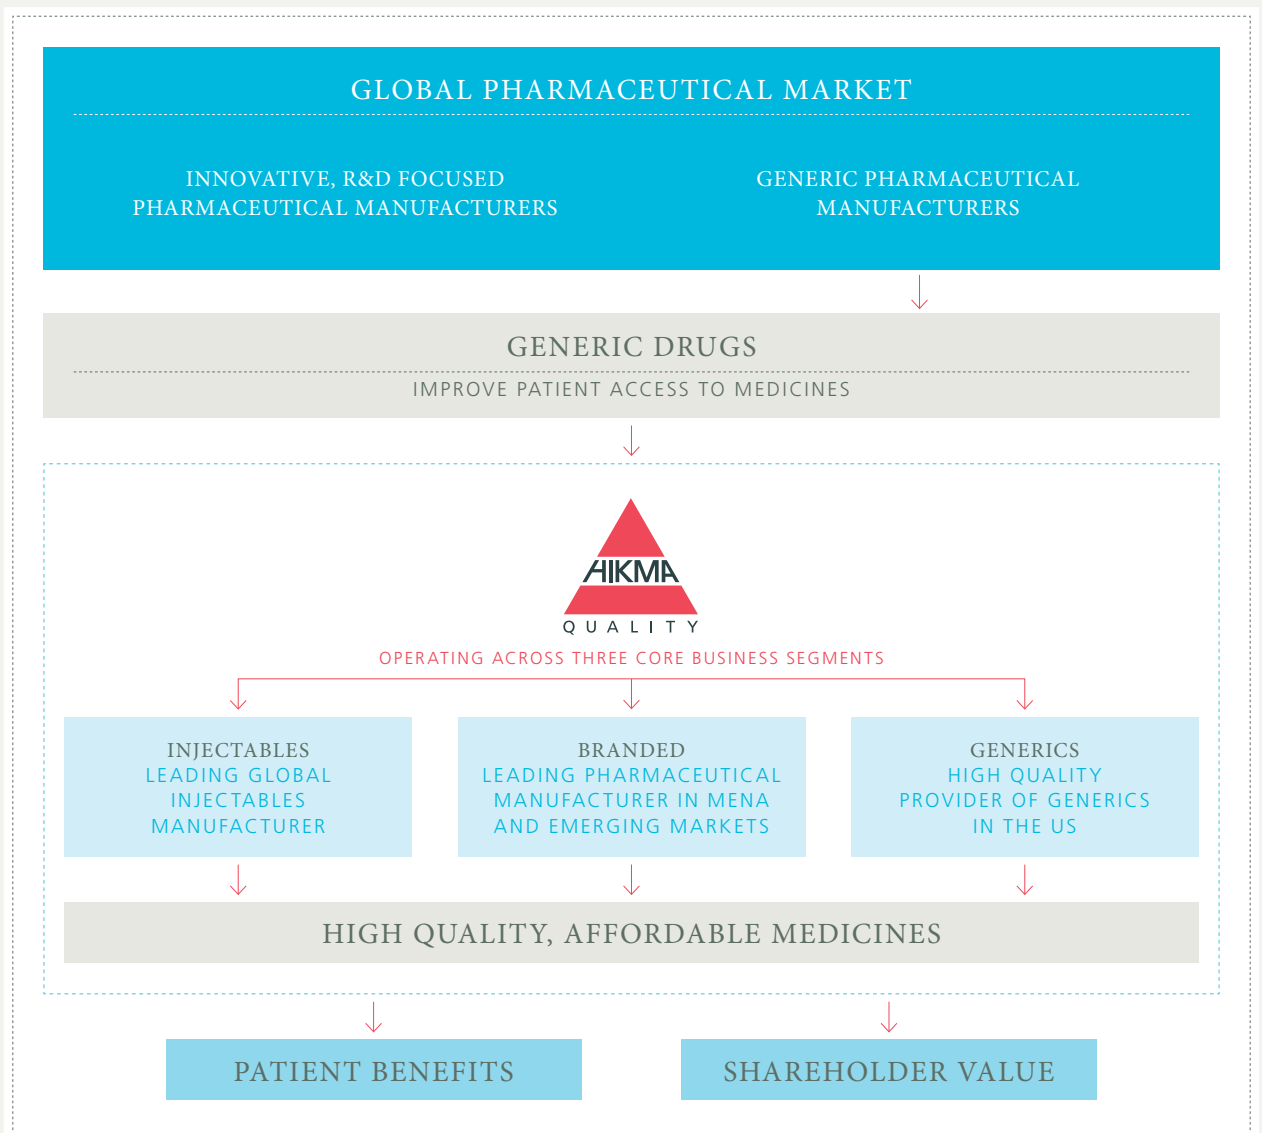 GLOBAL PHARMACEUTICAL MARKET
INNOVATIVE, R&D FOCUSED
PHARMACEUTICAL MANUFACTURERS
GENERIC PHARMACEUTICAL
MANUFACTURERS
GENERIC DRUGS
IMPROVE PATIENT ACCESS TO MEDICINES
HIKMA
QUALITY
OPERATING ACROSS THREE CORE BUSINESS SEGMENTS
INJECTABLES
LEADING GLOBAL
INJECTABLES
MANUFACTURER
BRANDED
LEADING PHARMACEUTICAL
MANUFACTURER IN MENA
AND EMERGING MARKETS
GENERICS
HIGH QUALITY
PROVIDER OF GENERICS
IN THE US
HIGH QUALITY, AFFORDABLE MEDICINES
PATIENT BENEFITS
SHAREHOLDER VALUE